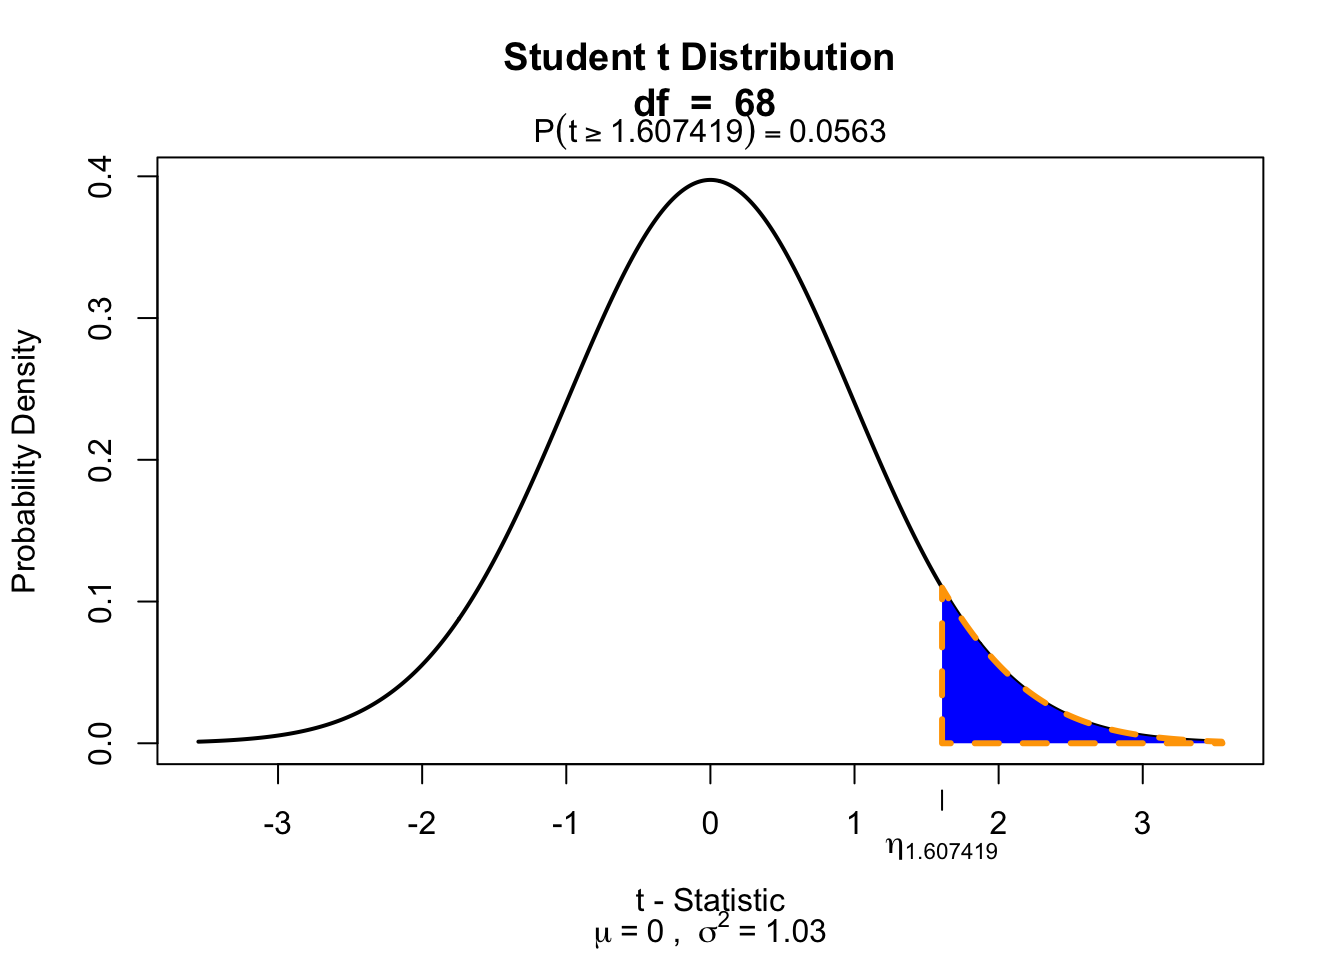 Student t Distribution
df = 68
P(t ≥ 1.607419) = 0.0563
Probability Density
0.4
0.3
0.2
0.1
0.0
-3 -2 -1 0 1 2 3
η1.607419
t - Statistic
μ = 0 , σ² = 1.03